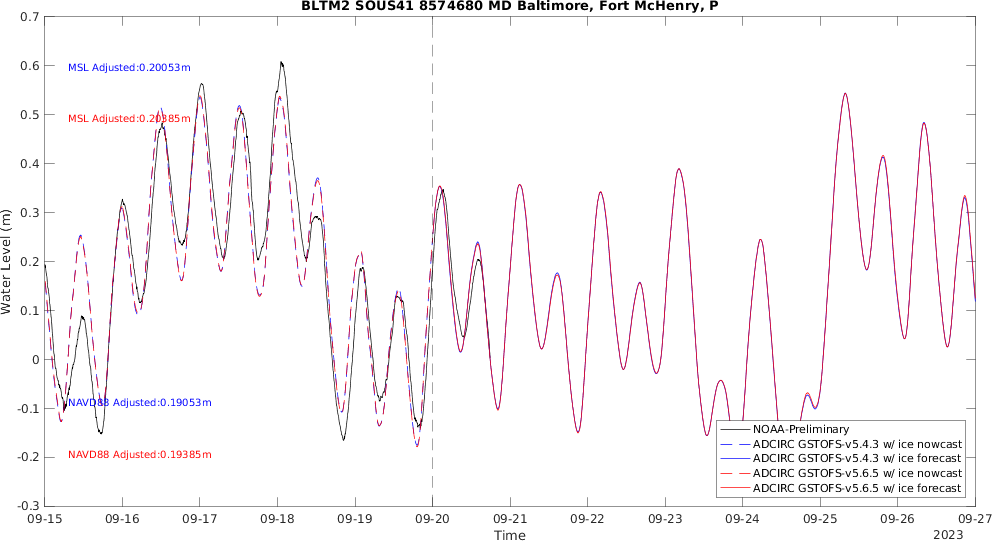 BLTM2 SOUS41 8574680 MD Baltimore, Fort McHenry, P
0.7
0.6
0.5
0.4
0.3
0.2
0.1
0
-0.1
-0.2
-0.3
Water Level (m)
MSL Adjusted:0.20053m
MSL Adjusted:0.20385m
NAVD88 Adjusted:0.19053m
NAVD88 Adjusted:0.19385m
NOAA-Preliminary
ADCIRC GSTOFS-v5.4.3 w/ ice nowcast
ADCIRC GSTOFS-v5.4.3 w/ ice forecast
ADCIRC GSTOFS-v5.6.5 w/ ice nowcast
ADCIRC GSTOFS-v5.6.5 w/ ice forecast
09-15 09-16 09-17 09-18 09-19 09-20 09-21 09-22 09-23 09-24 09-25 09-26 09-27
Time
2023